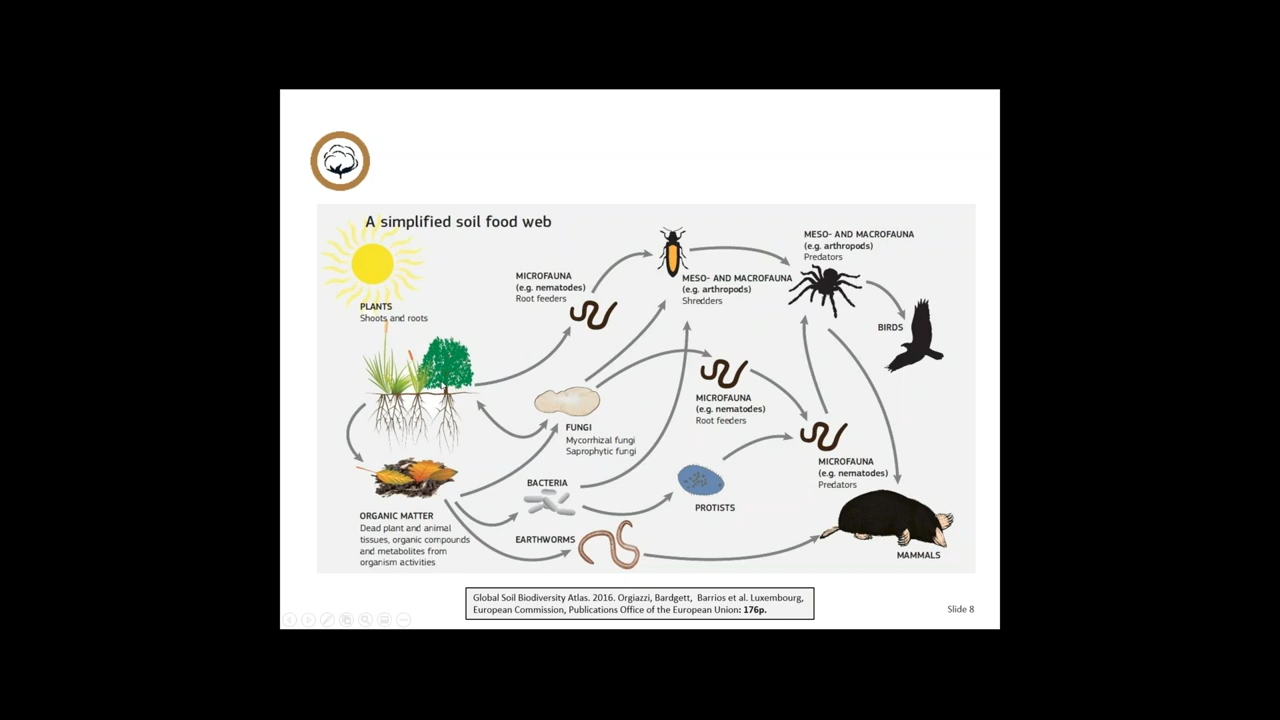 A simplified soil food web
PLANTS
Shoots and roots
MICROFAUNA
(e.g. nematodes)
Root feeders
MESO- AND MACROFAUNA
(e.g. arthropods)
Shredders
MESO- AND MACROFAUNA
(e.g. arthropods)
Predators
BIRDS
MICROFAUNA
(e.g. nematodes)
Root feeders
FUNGI
Mycorrhizal fungi
Saprophytic fungi
MICROFAUNA
(e.g. nematodes)
Predators
BACTERIA
PROTISTS
ORGANIC MATTER
Dead plant and animal
tissues, organic compounds
and metabolites from
organism activities
EARTHWORMS
MAMMALS
Global Soil Biodiversity Atlas. 2016. Orgiazzi, Bardgett, Barrios et al. Luxembourg,
European Commission, Publications Office of the European Union: 176p.
Slide 8